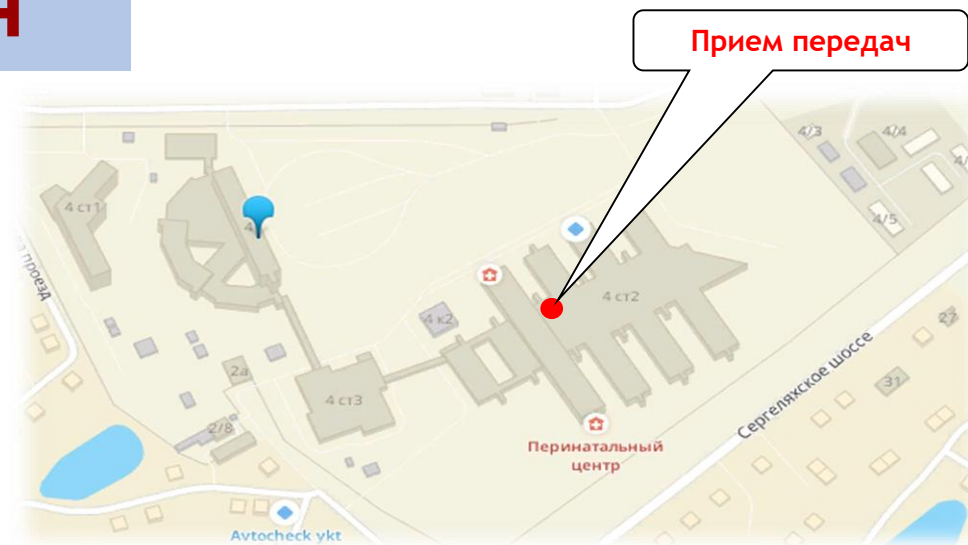 Н
Прием передач
4/3
4/4
4/5
4 ст1
проезд
4 ст2
4 к2
27
2а
31
4 ст3
Сергеляхское шоссе
2/8
Перинатальный
центр
Avtocheck ykt